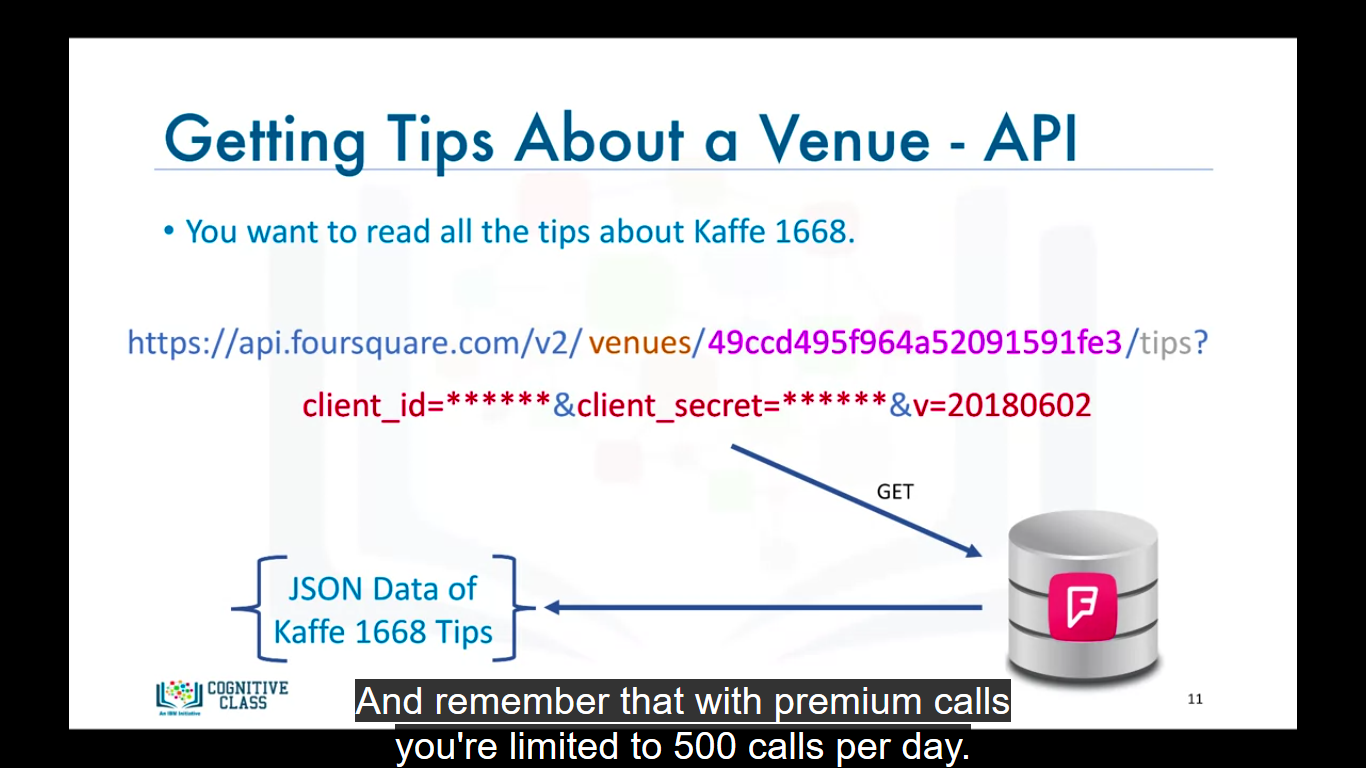 Getting Tips About a Venue - API
• You want to read all the tips about Kaffe 1668.
https://api.foursquare.com/v2/ venues/49ccd495f964a52091591fe3/tips?
client_id=******&client_secret=******&v=20180602
GET
JSON Data of
Kaffe 1668 Tips
COGNITIVE
CLASS
An IBM Initiative
11
And remember that with premium calls
you're limited to 500 calls per day.